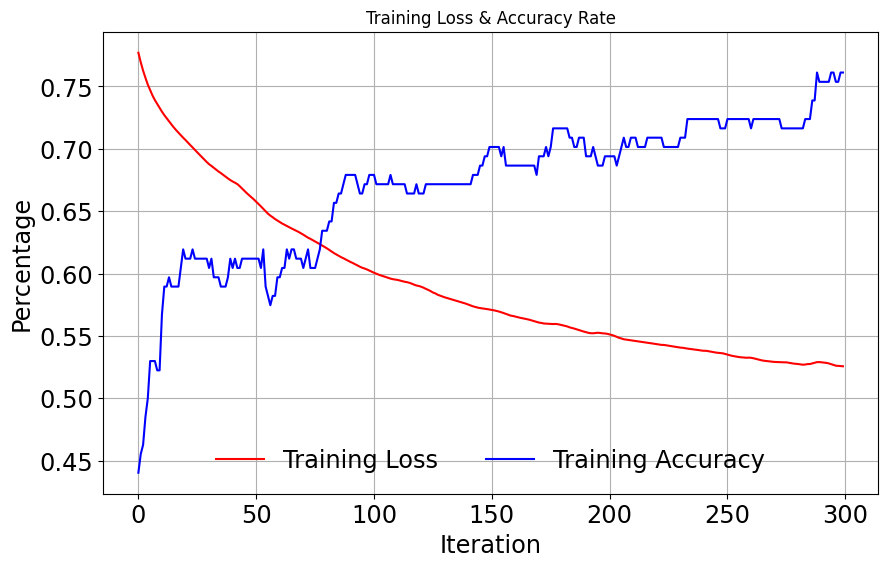 Training Loss & Accuracy Rate
Percentage
0.75
0.70
0.65
0.60
0.55
0.50
0.45
Training Loss
Training Accuracy
0 50 100 150 200 250 300
Iteration